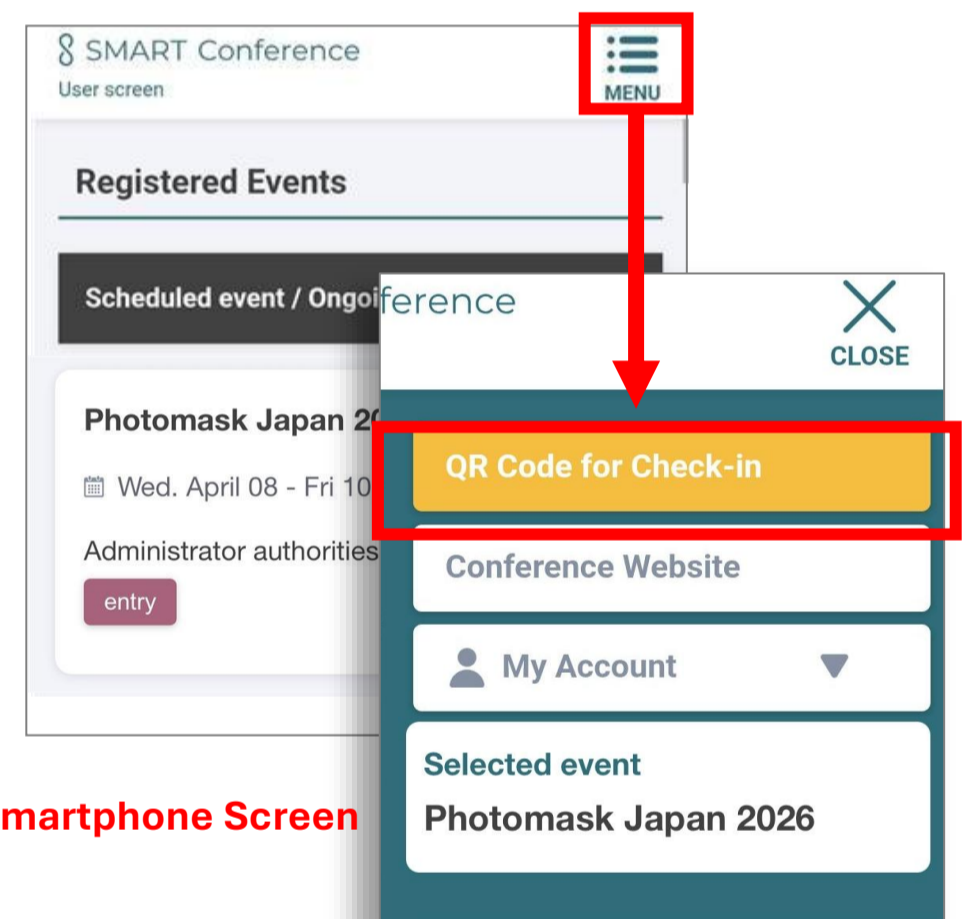 SMART Conference
User screen
MENU
Registered Events
Scheduled event / Ongoi
Photomask Japan 20
Wed. April 08 - Fri 10
Administrator authorities
entry
ference
CLOSE
QR Code for Check-in
Conference Website
My Account
Selected event
Photomask Japan 2026
martphone Screen